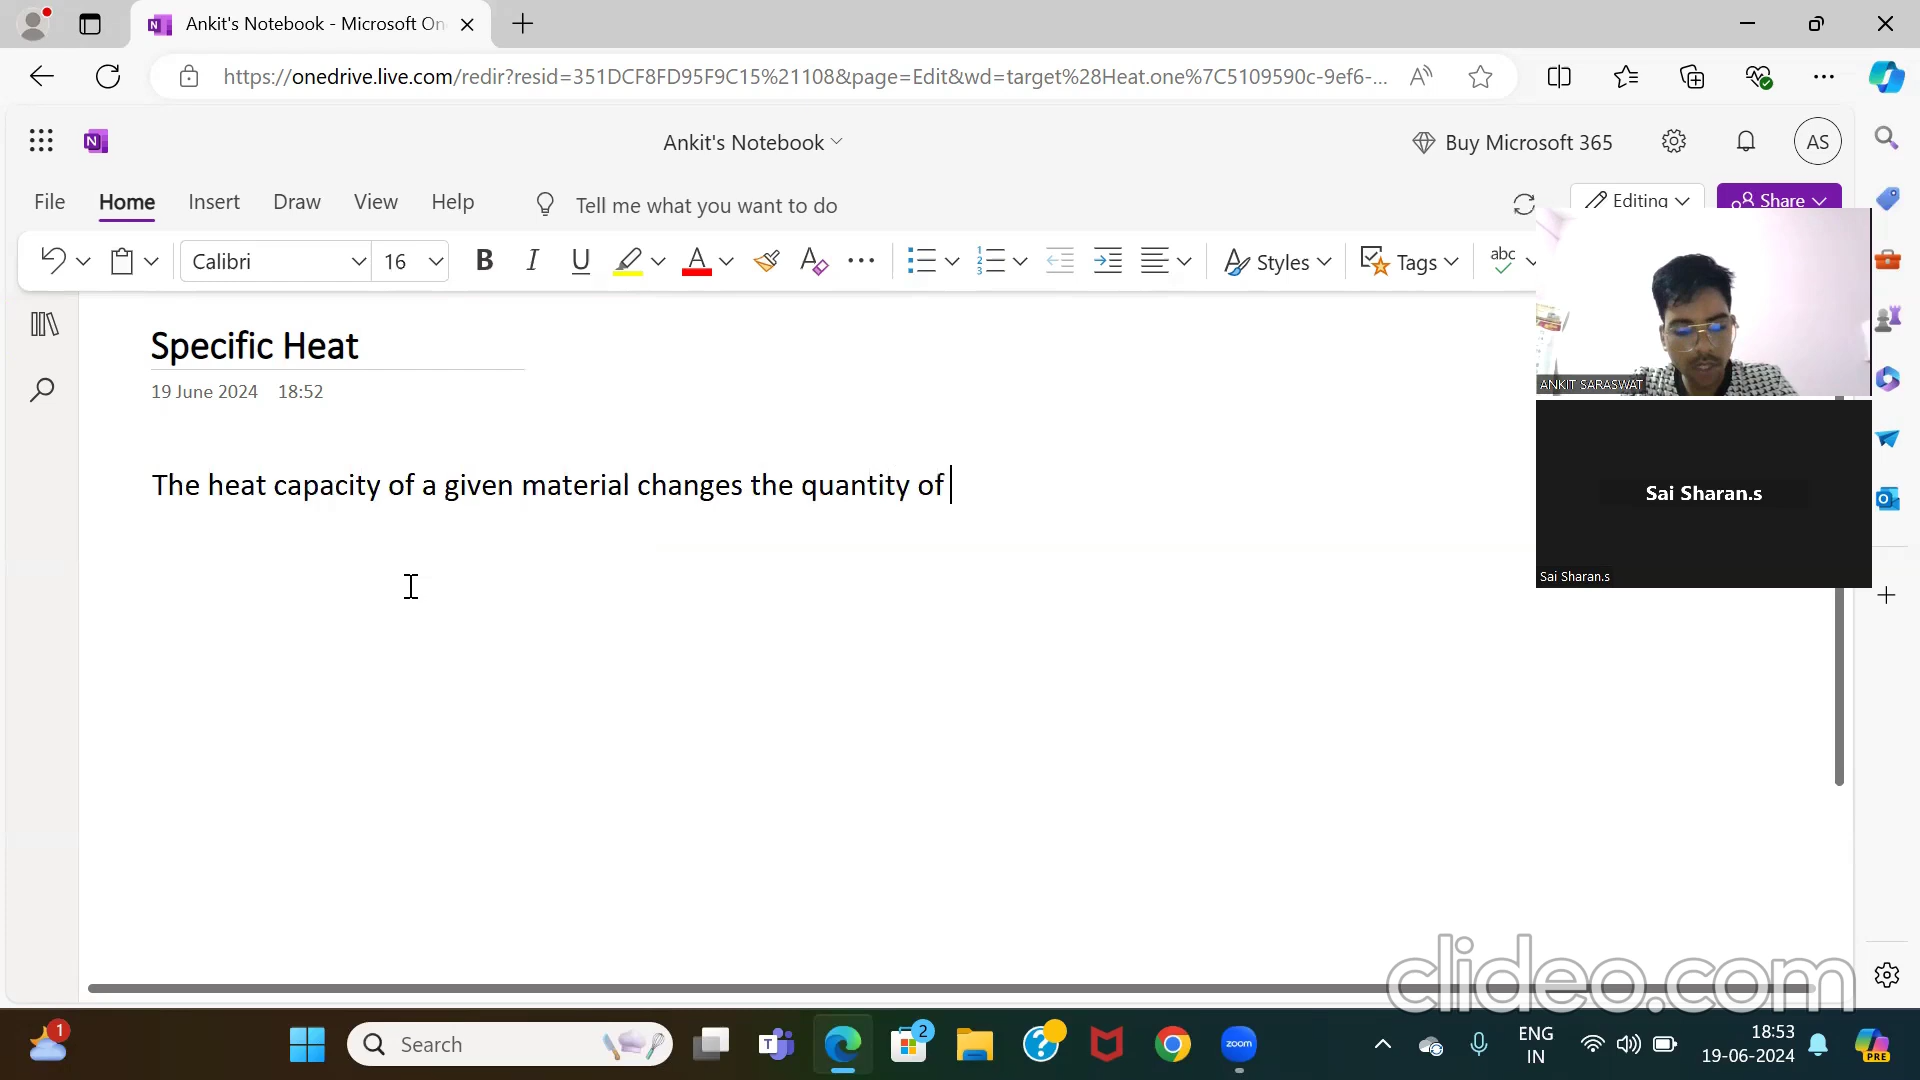 Ankit's Notebook - Microsoft On
https://onedrive.live.com/redir?resid=351DCF8FD95F9C15%21108&page=Edit&wd=target%28Heat.one%7C5109590c-9ef6-...
Ankit's Notebook
Buy Microsoft 365
AS
File Home Insert Draw View Help Tell me what you want to do
Editing
Share
Calibri 16 B I U A Styles Tags abc
Specific Heat
19 June 2024 18:52
The heat capacity of a given material changes the quantity of
ANKIT SARASWAT
Sai Sharan.s
Sai Sharan.s
clideo.com
1
Search
2
zoom
ENG
IN
18:53
19-06-2024
PRE